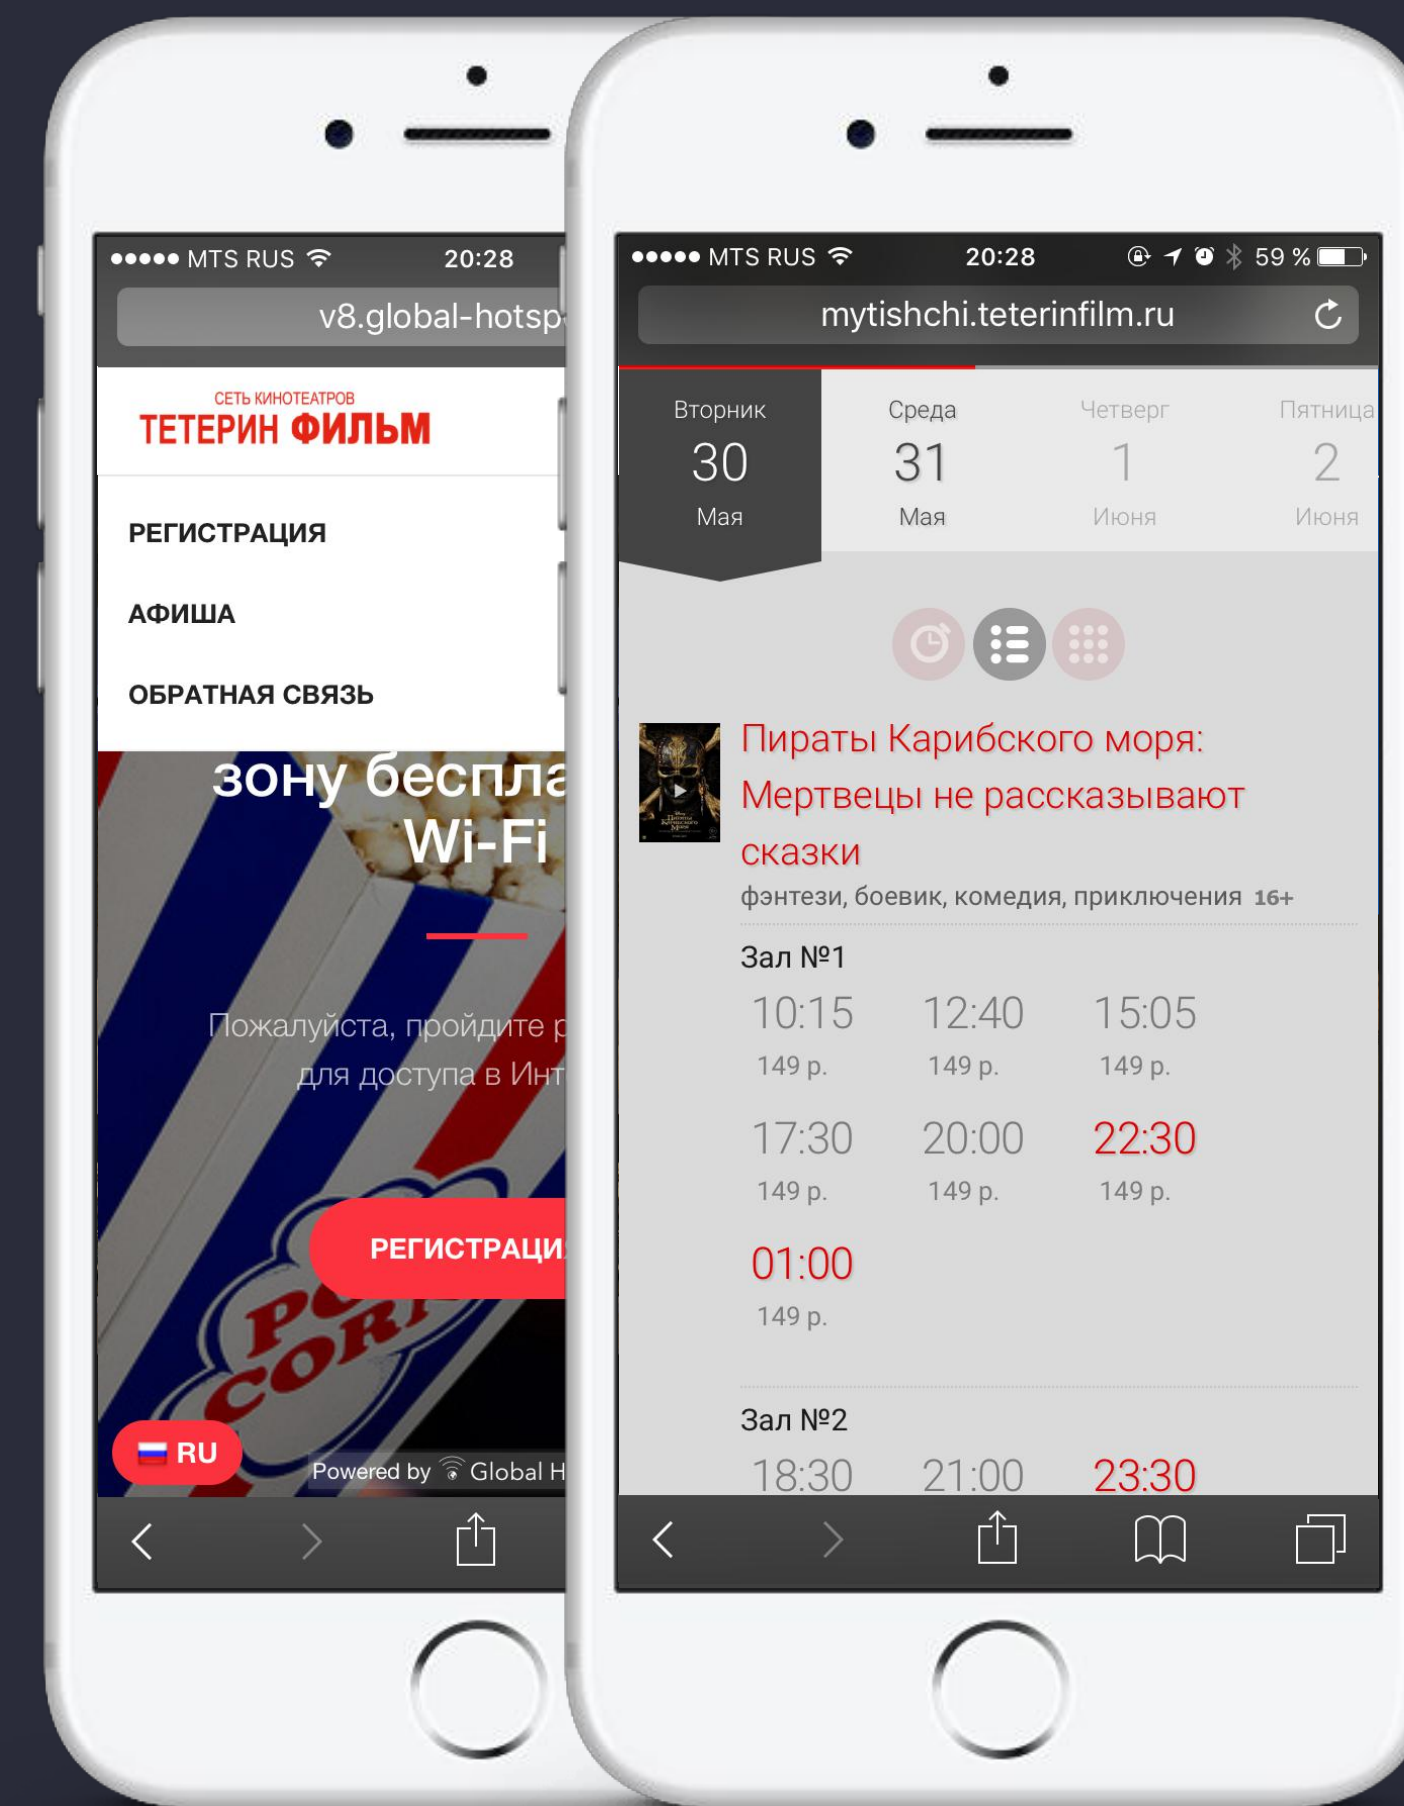 MTS RUS 20:28
v8.global-hotsp
СЕТЬ КИНОТЕАТРОВ
ТЕТЕРИН ФИЛЬМ
РЕГИСТРАЦИЯ
АФИША
ОБРАТНАЯ СВЯЗЬ
зону беспла
Wi-Fi
Пожалуйста, пройдите р
для доступа в Инт
РЕГИСТРАЦИЯ
POP
CORN
RU
Powered by Global H
MTS RUS 20:28 59 %
mytishchi.teterinfilm.ru
Вторник Среда Четверг Пятница
30 31 1 2
Мая Мая Июня Июня
Пираты Карибского моря:
Мертвецы не рассказывают
сказки
фэнтези, боевик, комедия, приключения 16+
Зал №1
10:15 12:40 15:05
149 р. 149 р. 149 р.
17:30 20:00 22:30
149 р. 149 р. 149 р.
01:00
149 р.
Зал №2
18:30 21:00 23:30